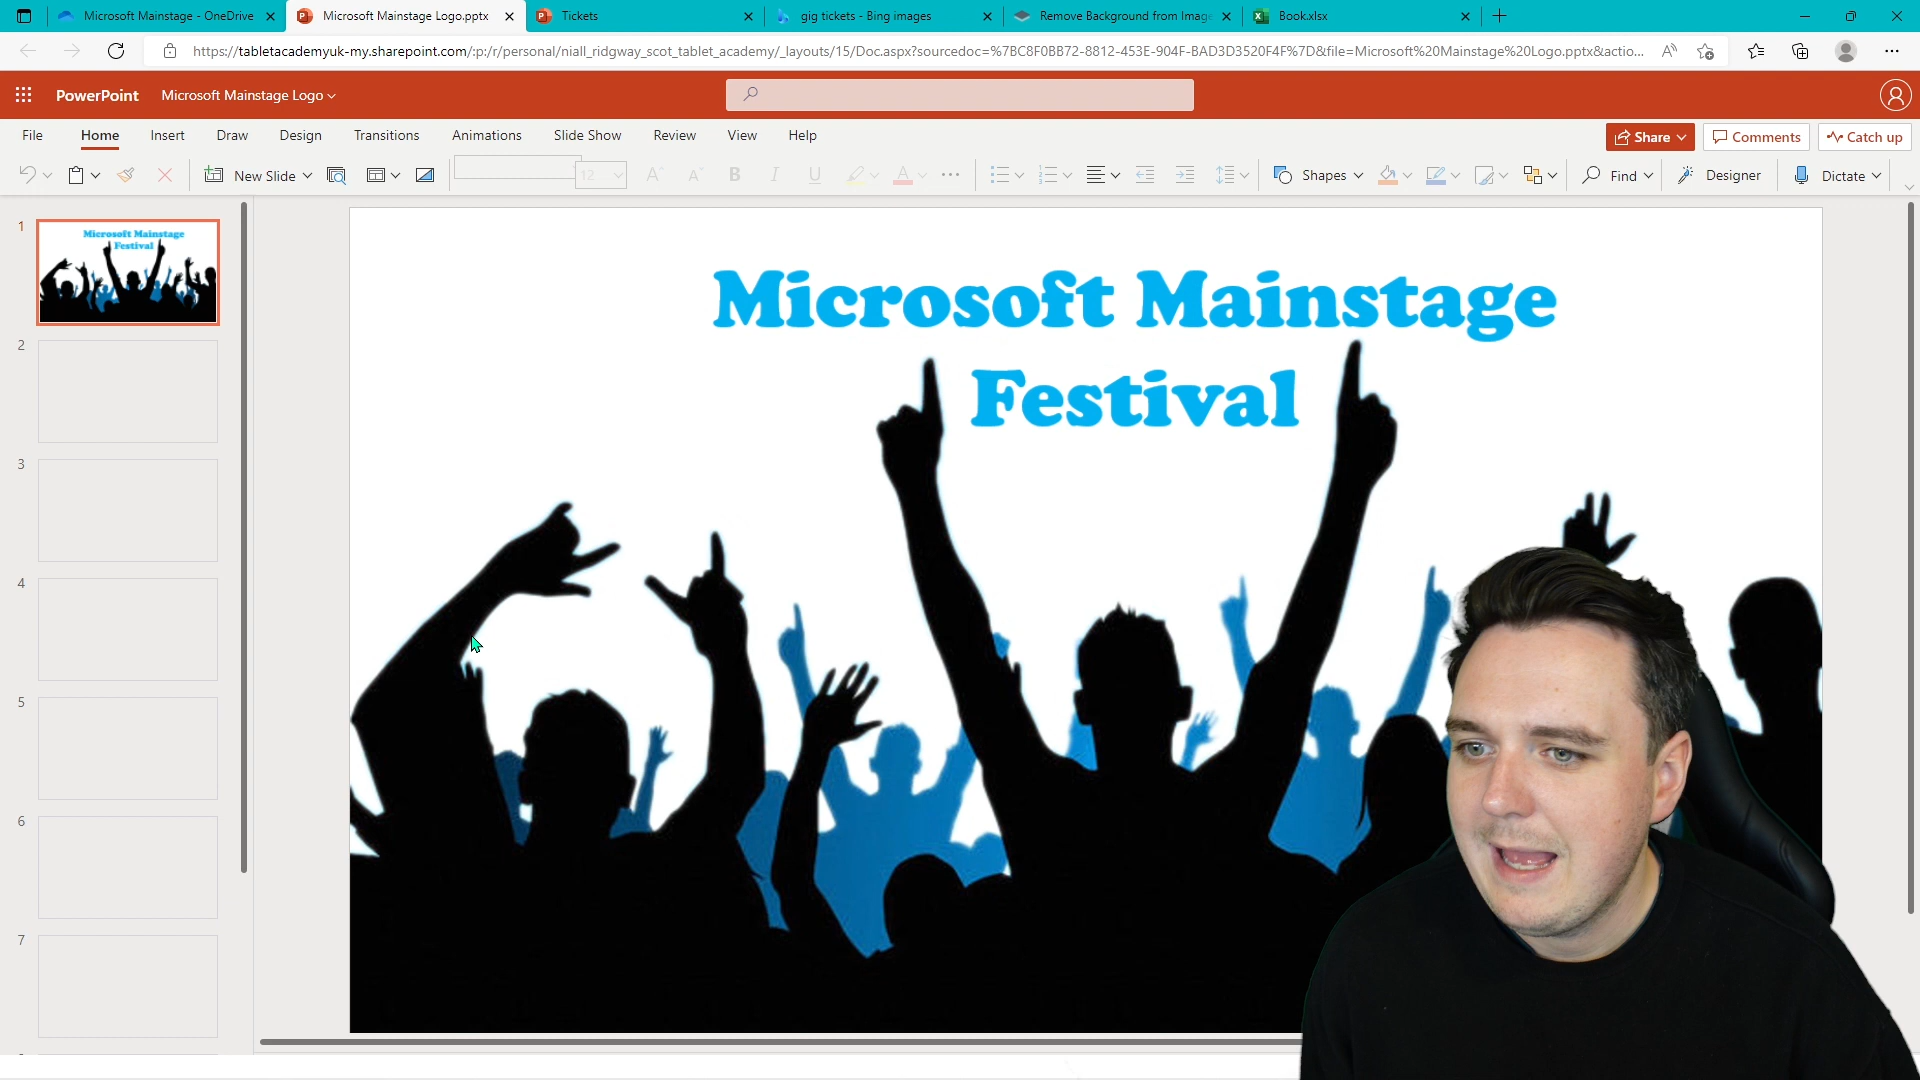 Microsoft Mainstage - OneDrive
Microsoft Mainstage Logo.pptx
Tickets
gig tickets - Bing images
Remove Background from Image
Book.xlsx
https://tabletacademyuk-my.sharepoint.com/:p:/r/personal/niall_ridgway_scot_tablet_academy/_layouts/15/Doc.aspx?sourcedoc=%7BC8F0BB72-8812-453E-904F-BAD3D3520F4F%7D&file=Microsoft%20Mainstage%20Logo.pptx&actio...
PowerPoint
Microsoft Mainstage Logo
File
Home
Insert
Draw
Design
Transitions
Animations
Slide Show
Review
View
Help
Share
Comments
Catch up
New Slide
12
Shapes
Find
Designer
Dictate
1
Microsoft Mainstage
Festival
2
3
4
5
6
7
Microsoft Mainstage
Festival